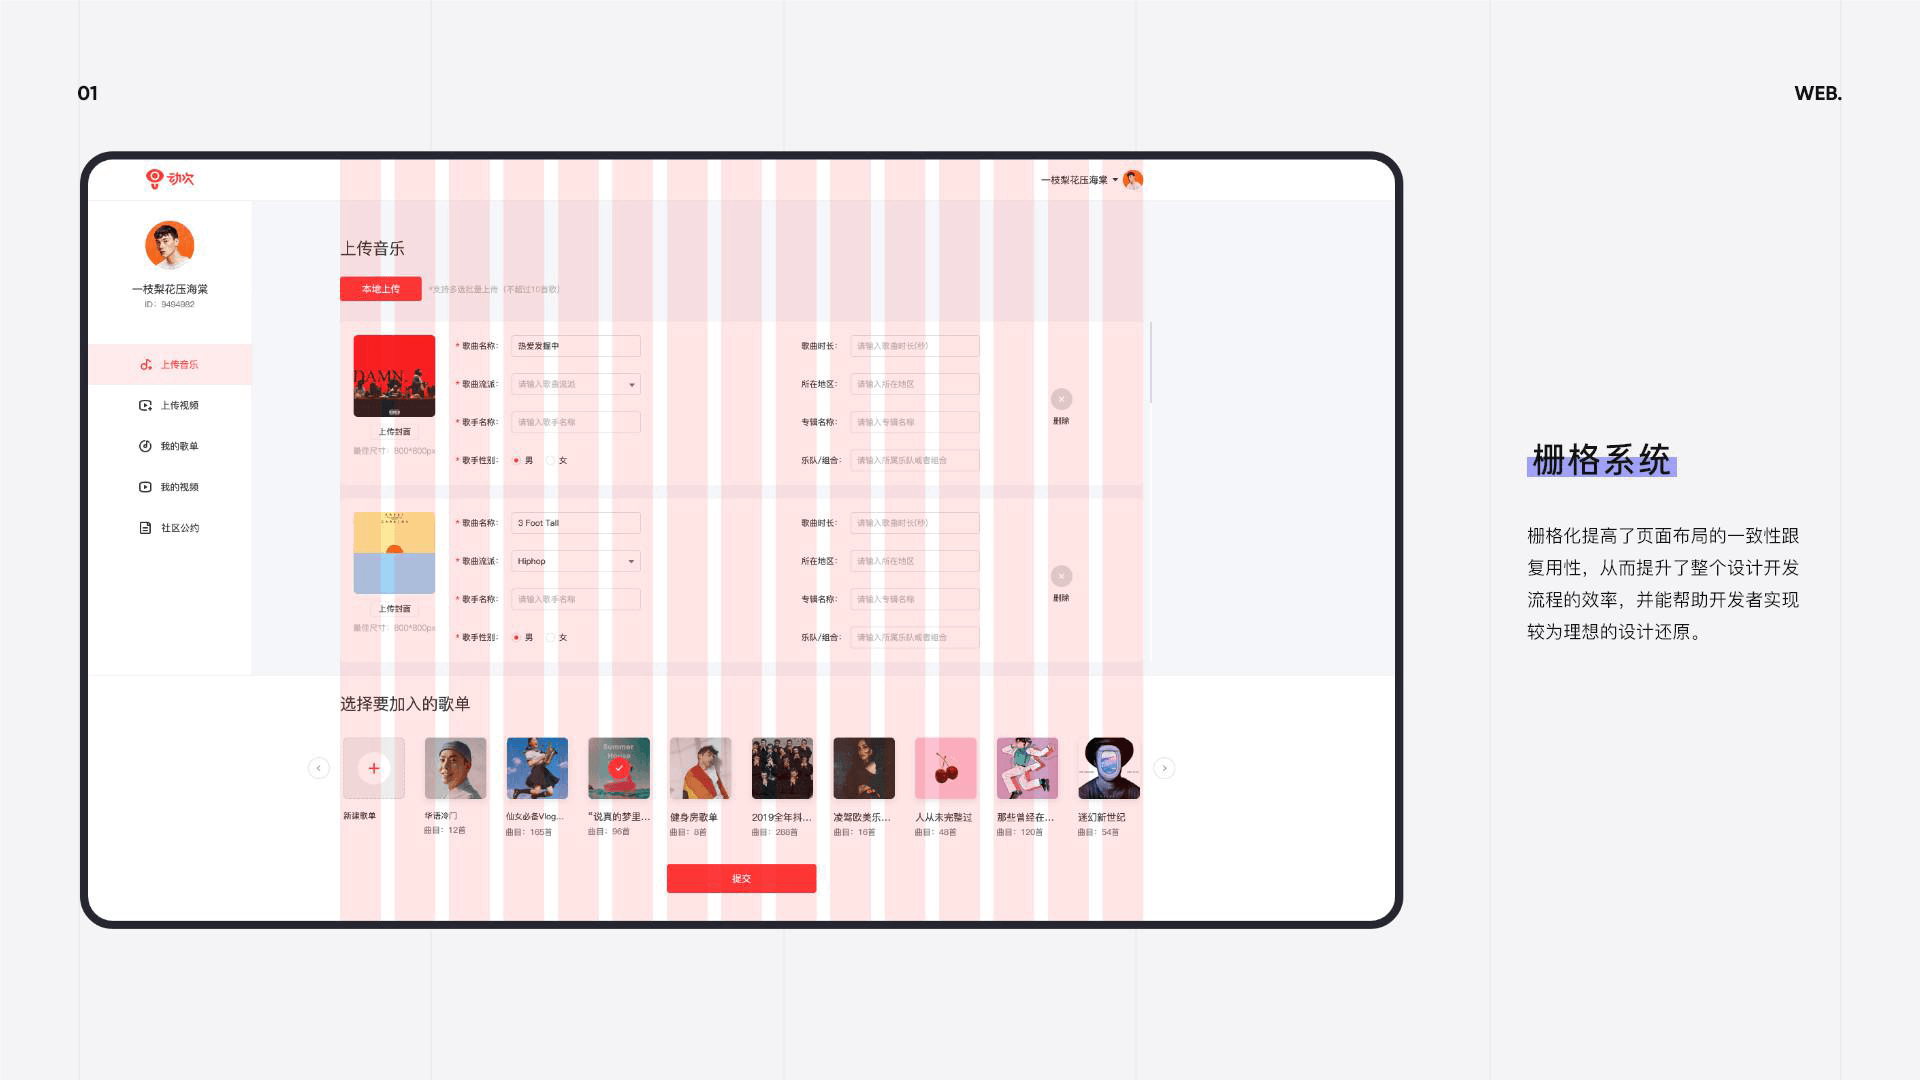 01
WEB.
动次
一枝梨花压海棠
一枝梨花压海棠
ID：9494982
上传音乐
上传视频
我的歌单
我的视频
社区公约
上传音乐
本地上传 *支持多选批量上传（不超过10首歌）
DAMN.
上传封面
最佳尺寸：800*800px
* 歌曲名称： 热爱发掘中
* 歌曲流派： 请输入歌曲流派
* 歌手名称： 请输入歌手名称
* 歌手性别： 男 女
歌曲时长： 请输入歌曲时长(秒)
所在地区： 请输入所在地区
专辑名称： 请输入专辑名称
乐队/组合： 请输入所属乐队或者组合
删除
上传封面
最佳尺寸：800*800px
* 歌曲名称： 3 Foot Tall
* 歌曲流派： Hiphop
* 歌手名称： 请输入歌手名称
* 歌手性别： 男 女
歌曲时长： 请输入歌曲时长(秒)
所在地区： 请输入所在地区
专辑名称： 请输入专辑名称
乐队/组合： 请输入所属乐队或者组合
删除
选择要加入的歌单
Summer
House
新建歌单
华语冷门
曲目：12首
仙女必备Vlog...
曲目：165首
“说真的梦里...
曲目：96首
健身房歌单
曲目：8首
2019全年抖...
曲目：268首
凌驾欧美乐...
曲目：16首
人从未完整过
曲目：48首
那些曾经在...
曲目：120首
迷幻新世纪
曲目：54首
提交
栅格系统
栅格化提高了页面布局的一致性跟
复用性，从而提升了整个设计开发
流程的效率，并能帮助开发者实现
较为理想的设计还原。